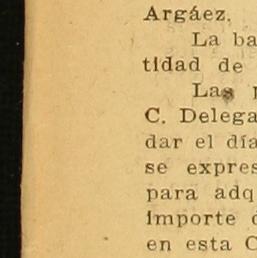 Argáez.
La ba
tidad de
Las
C. Delega
dar el día
se expres
para adq
importe d
en esta C